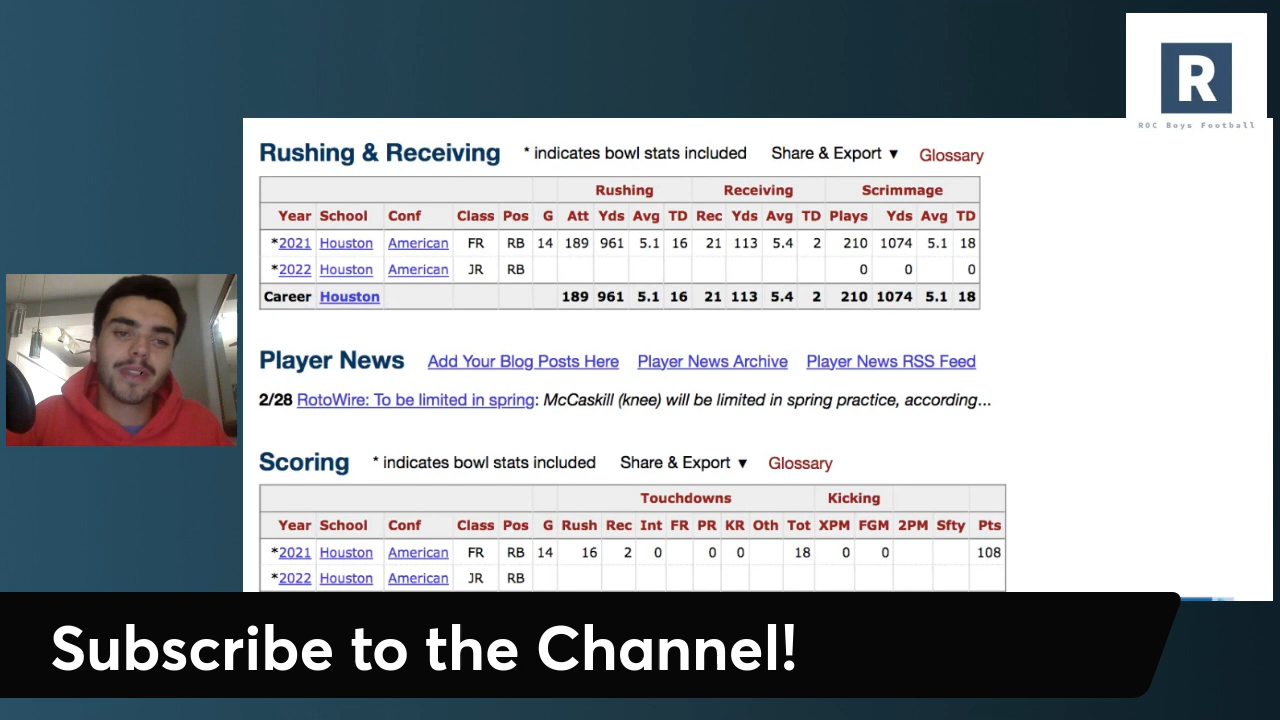 R
ROC Boys Football
Rushing & Receiving * indicates bowl stats included Share & Export ▼ Glossary
Rushing Receiving Scrimmage
Year School Conf Class Pos G Att Yds Avg TD Rec Yds Avg TD Plays Yds Avg TD
*2021 Houston American FR RB 14 189 961 5.1 16 21 113 5.4 2 210 1074 5.1 18
*2022 Houston American JR RB 0 0 0
Career Houston 189 961 5.1 16 21 113 5.4 2 210 1074 5.1 18
Player News Add Your Blog Posts Here Player News Archive Player News RSS Feed
2/28 RotoWire: To be limited in spring: McCaskill (knee) will be limited in spring practice, according...
Scoring * indicates bowl stats included Share & Export ▼ Glossary
Touchdowns Kicking
Year School Conf Class Pos G Rush Rec Int FR PR KR Oth Tot XPM FGM 2PM Sfty Pts
*2021 Houston American FR RB 14 16 2 0 0 0 18 0 0 108
*2022 Houston American JR RB
Subscribe to the Channel!